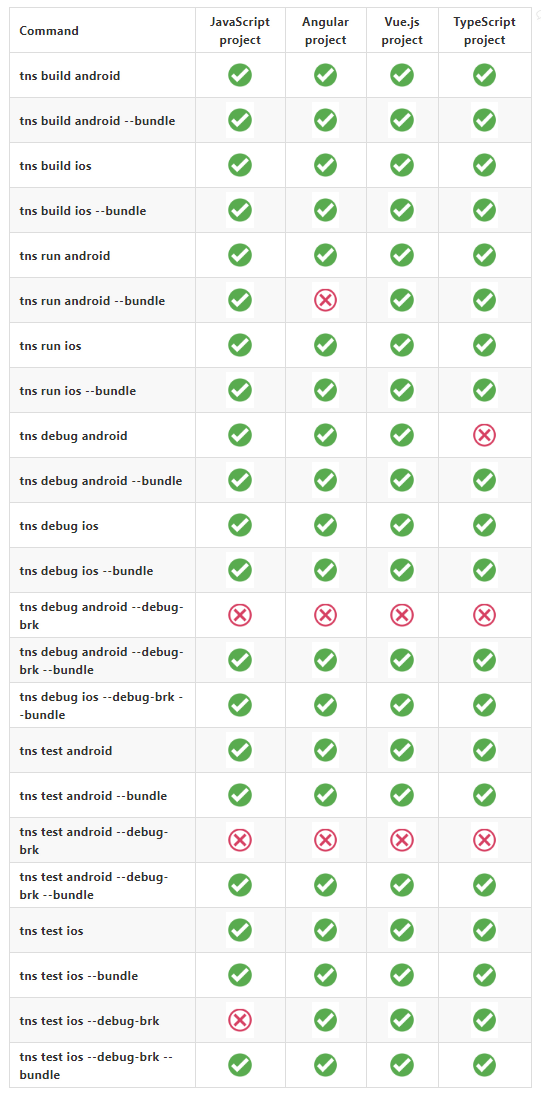 Command JavaScript project Angular project Vue.js project TypeScript project
tns build android
tns build android --bundle
tns build ios
tns build ios --bundle
tns run android
tns run android --bundle
tns run ios
tns run ios --bundle
tns debug android
tns debug android --bundle
tns debug ios
tns debug ios --bundle
tns debug android --debug-
brk
tns debug android --debug-
brk --bundle
tns debug ios --debug-brk -
-bundle
tns test android
tns test android --bundle
tns test android --debug-
brk
tns test android --debug-
brk --bundle
tns test ios
tns test ios --bundle
tns test ios --debug-brk
tns test ios --debug-brk --
bundle